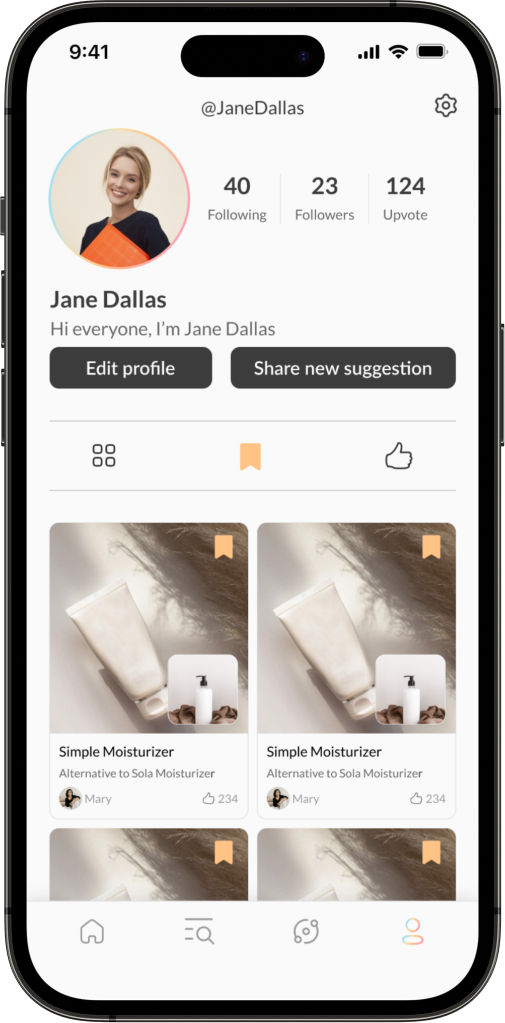 9:41
@JaneDallas
40 23 124
Following Followers Upvote
Jane Dallas
Hi everyone, I'm Jane Dallas
Edit profile Share new suggestion
Simple Moisturizer Simple Moisturizer
Alternative to Sola Moisturizer Alternative to Sola Moisturizer
Mary 234 Mary 234